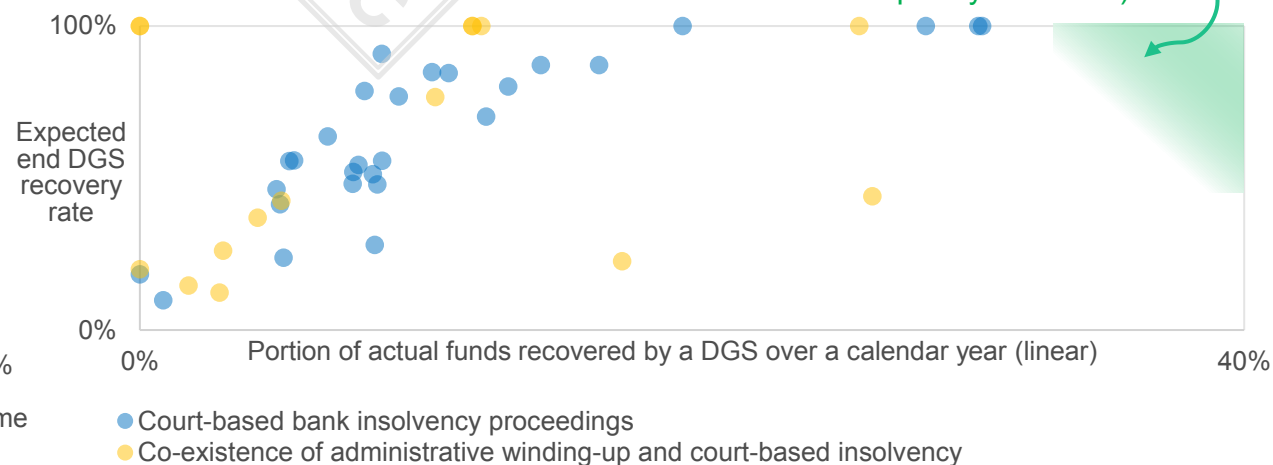 100%
Expected
end DGS
recovery
rate
0%
%
0%
Portion of actual funds recovered by a DGS over a calendar year (linear)
40%
Court-based bank insolvency proceedings
Co-existence of administrative winding-up and court-based insolvency